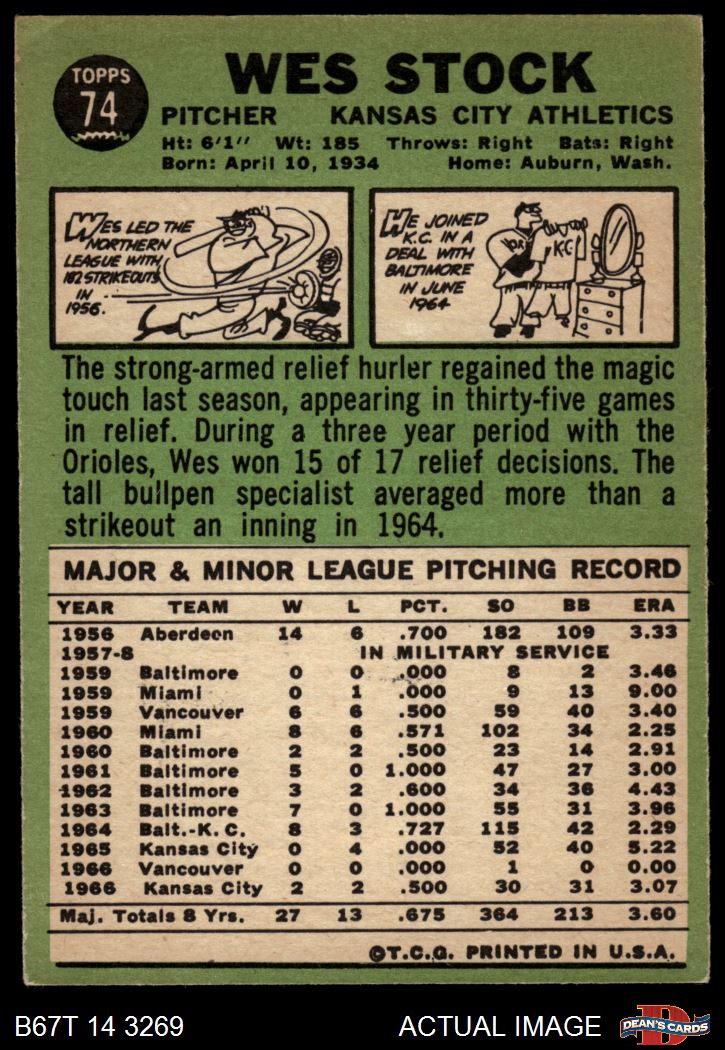 TOPPS
74
WES STOCK
PITCHER KANSAS CITY ATHLETICS
Ht: 6'1" Wt: 185 Throws: Right Bats: Right
Born: April 10, 1934 Home: Auburn, Wash.
WES LED THE
NORTHERN
LEAGUE WITH
182 STRIKEOUTS
IN
1956.
HE JOINED
K.C. IN A
DEAL WITH
BALTIMORE
IN JUNE
1964
K-C
The strong-armed relief hurler regained the magic
touch last season, appearing in thirty-five games
in relief. During a three year period with the
Orioles, Wes won 15 of 17 relief decisions. The
tall bullpen specialist averaged more than a
strikeout an inning in 1964.
MAJOR & MINOR LEAGUE PITCHING RECORD
YEAR TEAM W L PCT. SO BB ERA
1956 Aberdeen 14 6 .700 182 109 3.33
1957-8 IN MILITARY SERVICE
1959 Baltimore 0 0 .000 8 2 3.46
1959 Miami 0 1 .000 9 13 9.00
1959 Vancouver 6 6 .500 59 40 3.40
1960 Miami 8 6 .571 102 34 2.25
1960 Baltimore 2 2 .500 23 14 2.91
1961 Baltimore 5 0 1.000 47 27 3.00
1962 Baltimore 3 2 .600 34 36 4.43
1963 Baltimore 7 0 1.000 55 31 3.96
1964 Balt.-K.C. 8 3 .727 115 42 2.29
1965 Kansas City 0 4 .000 52 40 5.22
1966 Vancouver 0 0 .000 1 0 0.00
1966 Kansas City 2 2 .500 30 31 3.07
Maj. Totals 8 Yrs. 27 13 .675 364 213 3.60
©T.C.G. PRINTED IN U.S.A.
B67T 14 3269 ACTUAL IMAGE
DEAN'S CARDS